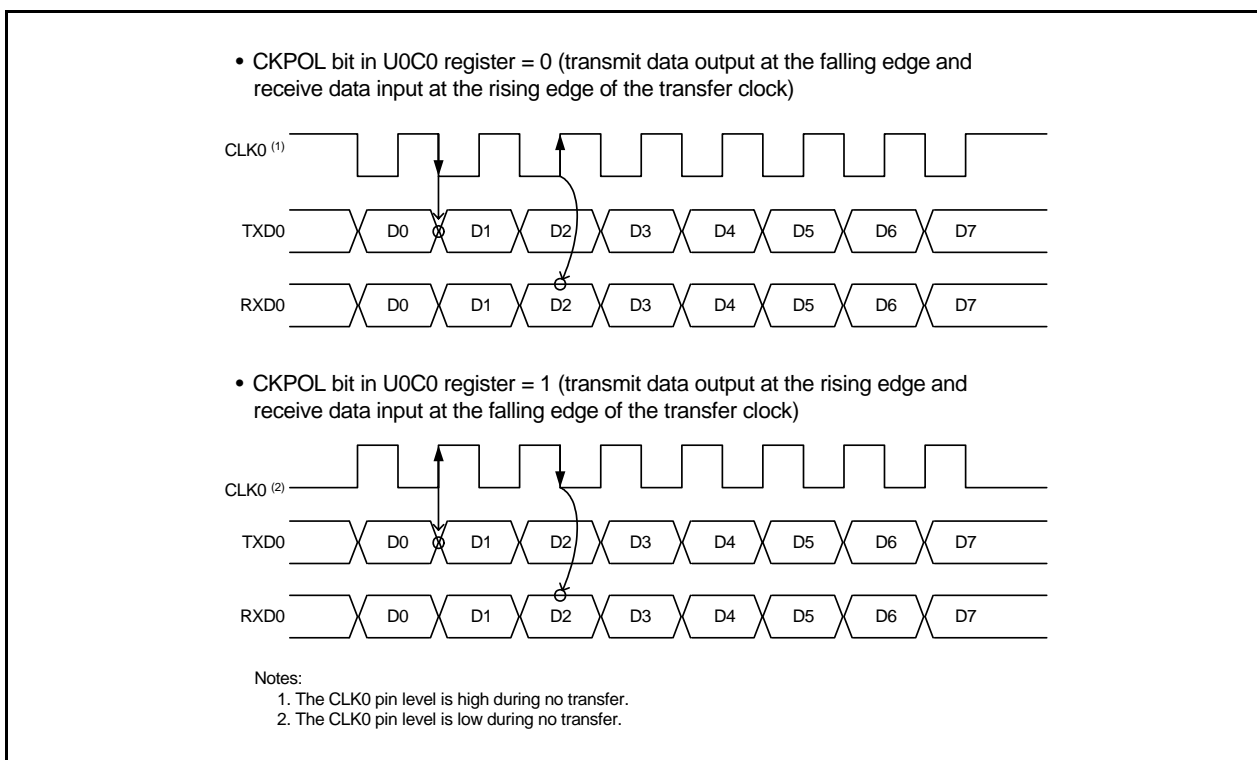 • CKPOL bit in U0C0 register = 0 (transmit data output at the falling edge and
receive data input at the rising edge of the transfer clock)
CLK0 (1)
TXD0 D0 D1 D2 D3 D4 D5 D6 D7
RXD0 D0 D1 D2 D3 D4 D5 D6 D7
• CKPOL bit in U0C0 register = 1 (transmit data output at the rising edge and
receive data input at the falling edge of the transfer clock)
CLK0 (2)
TXD0 D0 D1 D2 D3 D4 D5 D6 D7
RXD0 D0 D1 D2 D3 D4 D5 D6 D7
Notes:
1. The CLK0 pin level is high during no transfer.
2. The CLK0 pin level is low during no transfer.